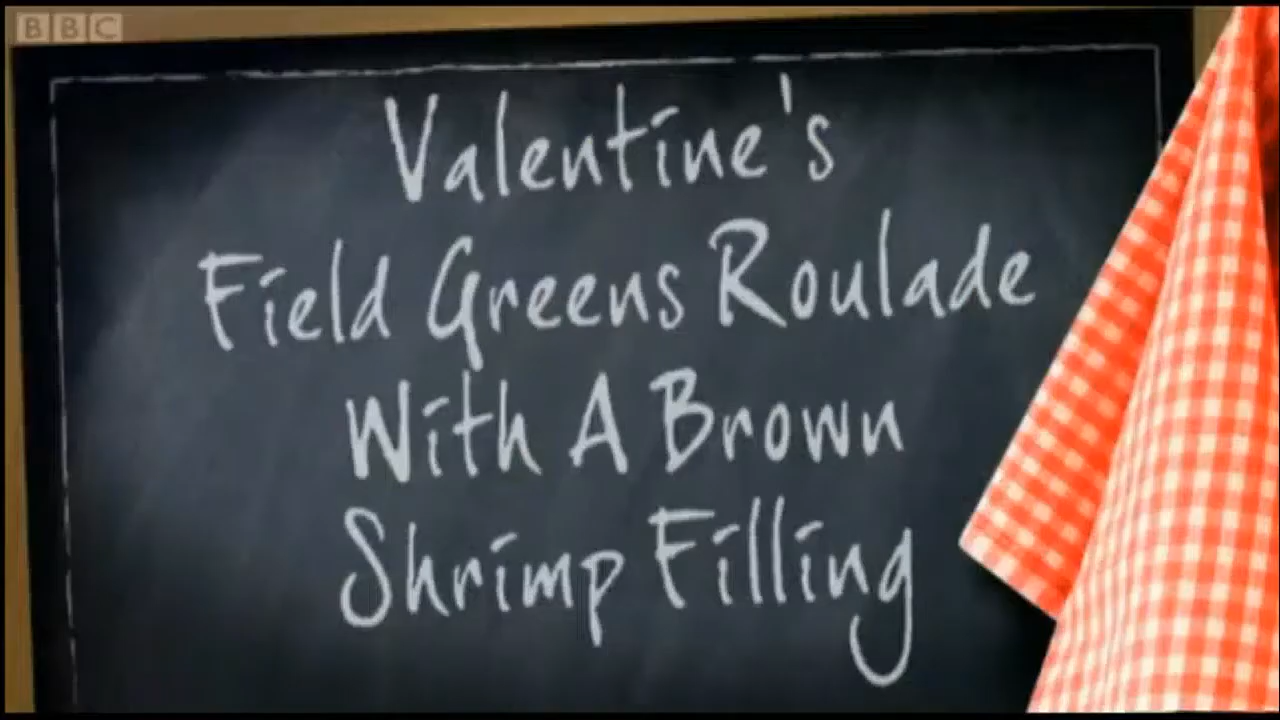 BBC
Valentine's
Field Greens Roulade
With A Brown
Shrimp Filling